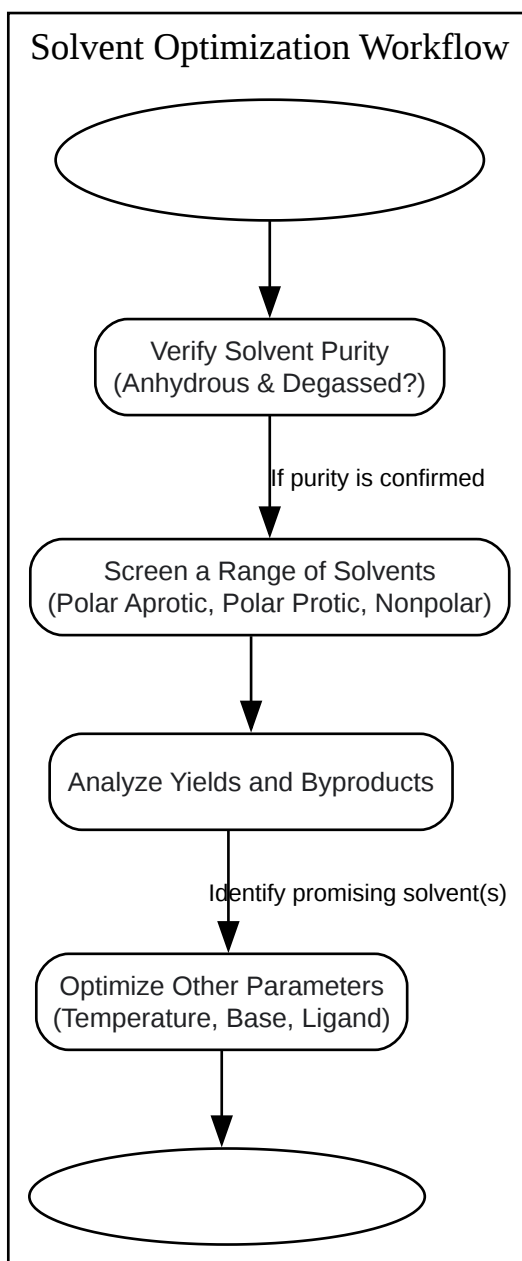 Solvent Optimization Workflow
Verify Solvent Purity
(Anhydrous & Degassed?)
If purity is confirmed
Screen a Range of Solvents
(Polar Aprotic, Polar Protic, Nonpolar)
Analyze Yields and Byproducts
Identify promising solvent(s)
Optimize Other Parameters
(Temperature, Base, Ligand)